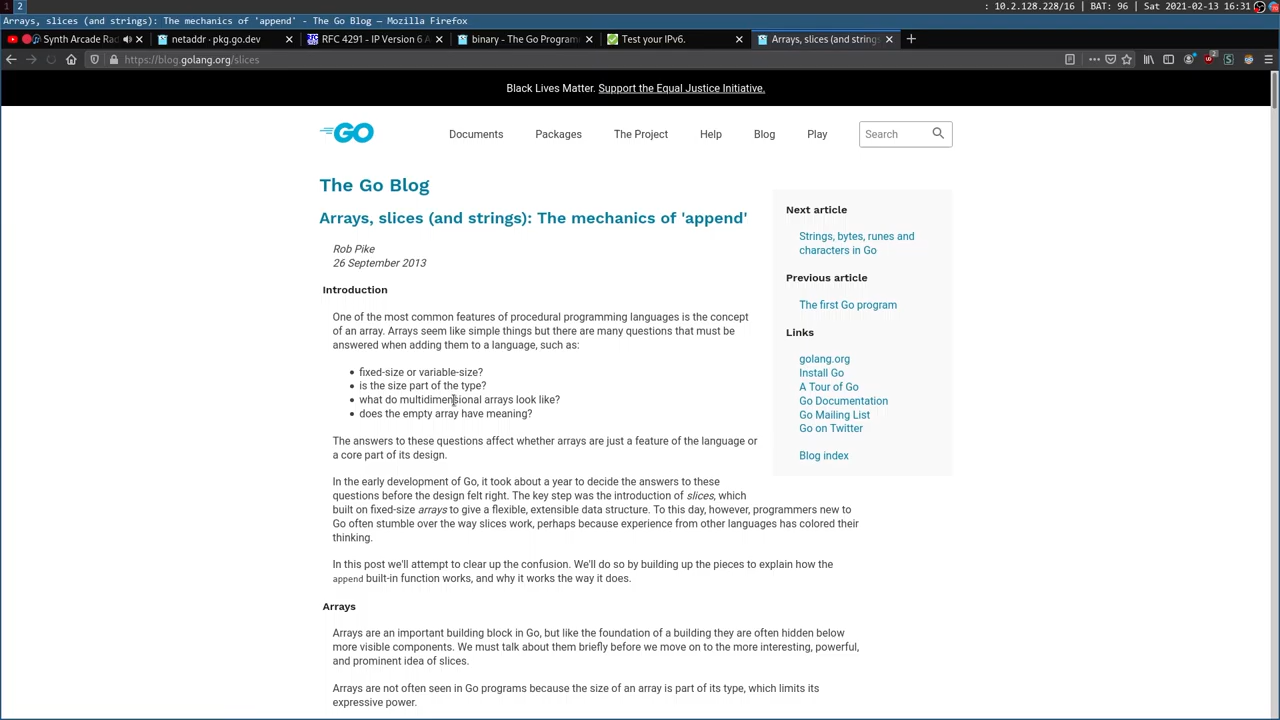 1 2 : 10.2.128.228/16 | BAT: 96 | Sat 2021-02-13 16:31
Arrays, slices (and strings): The mechanics of 'append' - The Go Blog — Mozilla Firefox
Synth Arcade Rad netaddr · pkg.go.dev RFC 4291 - IP Version 6 A binary - The Go Program Test your IPv6. Arrays, slices (and strings
https://blog.golang.org/slices
Black Lives Matter. Support the Equal Justice Initiative.
GO Documents Packages The Project Help Blog Play Search
The Go Blog
Arrays, slices (and strings): The mechanics of 'append'
Rob Pike
26 September 2013
Introduction
One of the most common features of procedural programming languages is the concept
of an array. Arrays seem like simple things but there are many questions that must be
answered when adding them to a language, such as:
• fixed-size or variable-size?
• is the size part of the type?
• what do multidimensional arrays look like?
• does the empty array have meaning?
The answers to these questions affect whether arrays are just a feature of the language or
a core part of its design.
In the early development of Go, it took about a year to decide the answers to these
questions before the design felt right. The key step was the introduction of slices, which
built on fixed-size arrays to give a flexible, extensible data structure. To this day, however, programmers new to
Go often stumble over the way slices work, perhaps because experience from other languages has colored their
thinking.
In this post we'll attempt to clear up the confusion. We'll do so by building up the pieces to explain how the
append built-in function works, and why it works the way it does.
Arrays
Arrays are an important building block in Go, but like the foundation of a building they are often hidden below
more visible components. We must talk about them briefly before we move on to the more interesting, powerful,
and prominent idea of slices.
Arrays are not often seen in Go programs because the size of an array is part of its type, which limits its
expressive power.
Next article
Strings, bytes, runes and
characters in Go
Previous article
The first Go program
Links
golang.org
Install Go
A Tour of Go
Go Documentation
Go Mailing List
Go on Twitter
Blog index